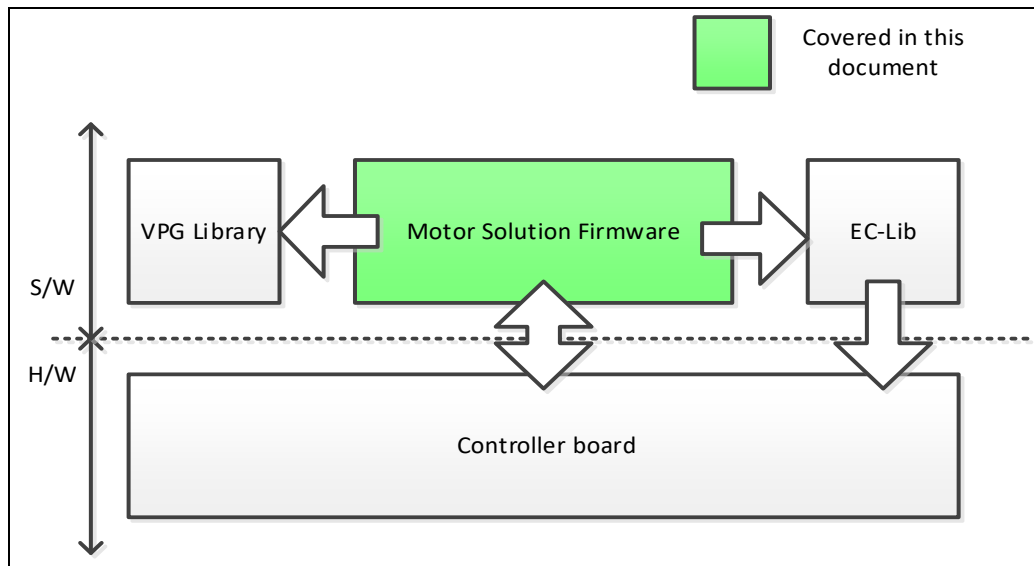 Covered in this
document
VPG Library
Motor Solution Firmware
EC-Lib
S/W
H/W
Controller board